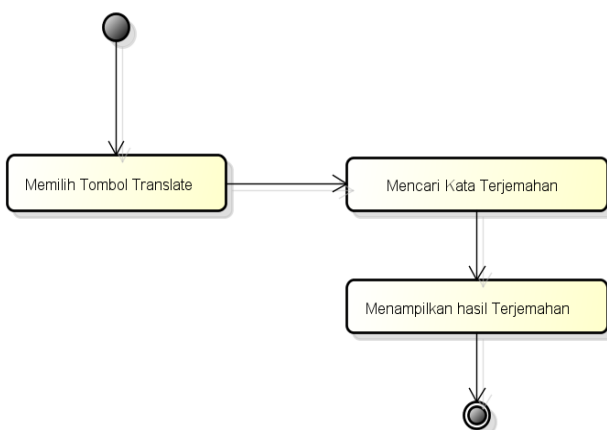 Memilih Tombol Translate
Mencari Kata Terjemahan
Menampilkan hasil Terjemahan